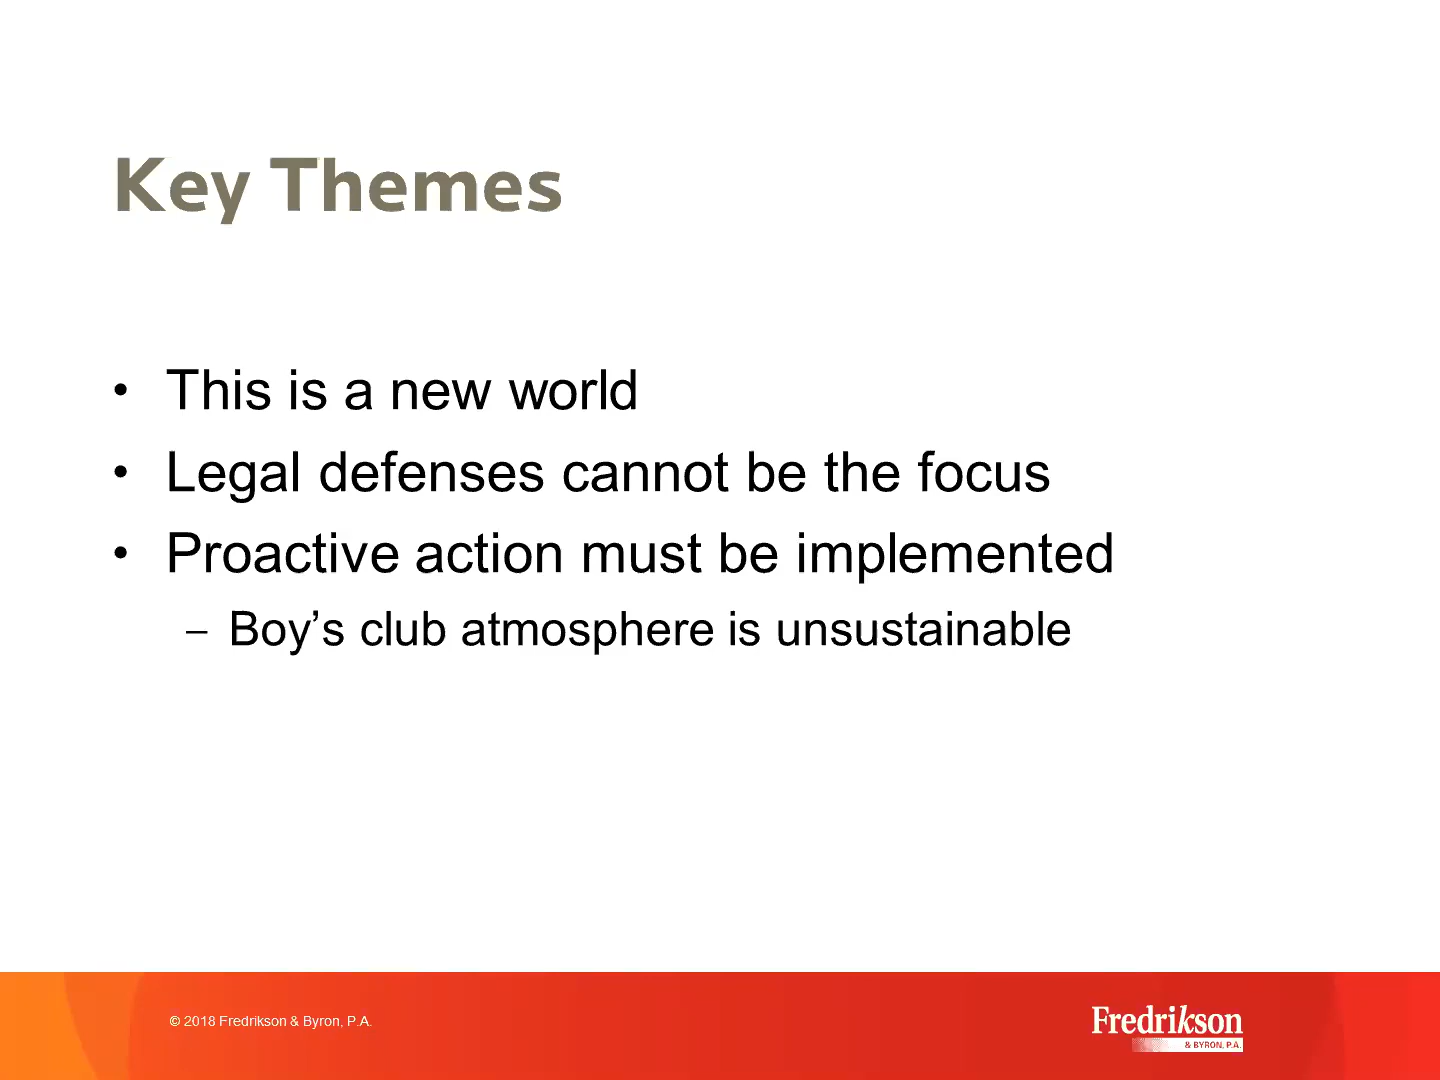 Key Themes
• This is a new world
• Legal defenses cannot be the focus
• Proactive action must be implemented
– Boy’s club atmosphere is unsustainable
© 2018 Fredrikson & Byron, P.A.
Fredrikson
& BYRON, P.A.